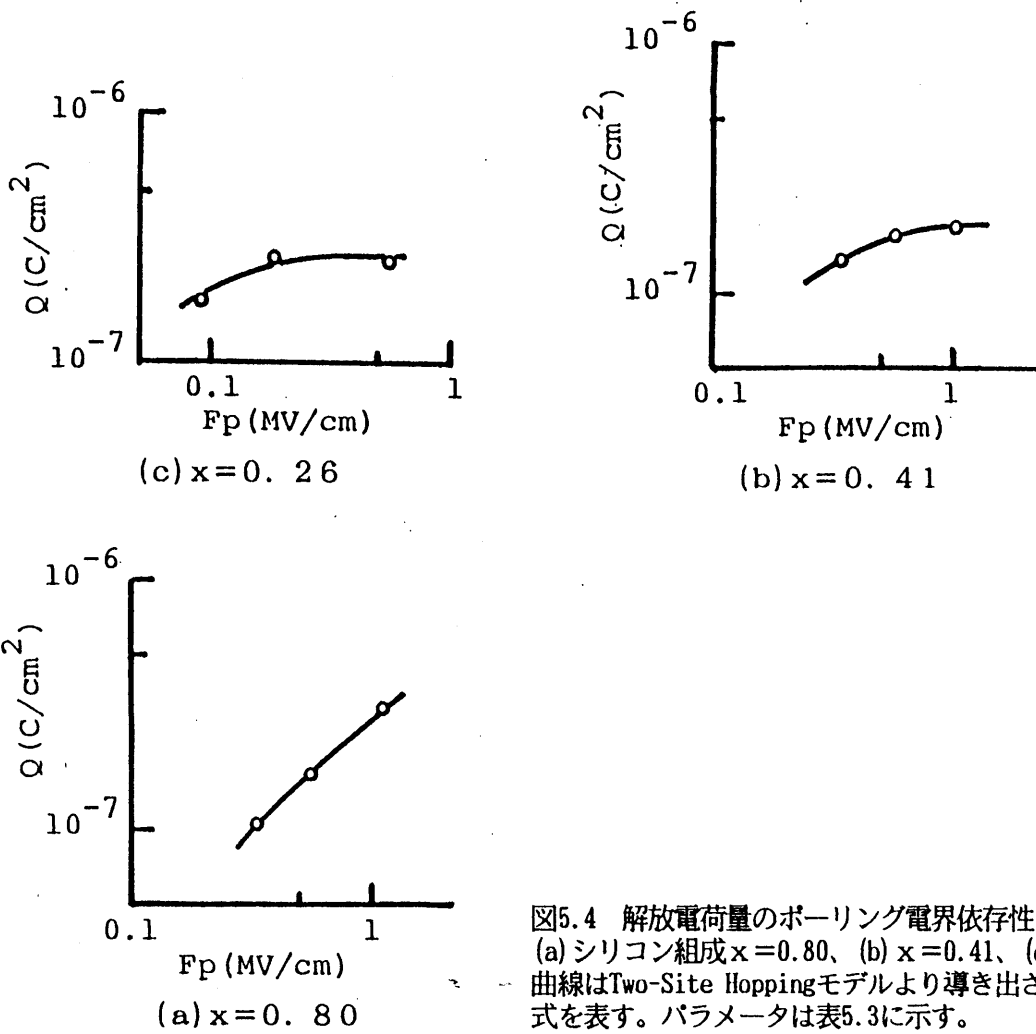 10^-6
10^-7
Q(C/cm^2)
0.1 1
Fp(MV/cm)
(c) x=0. 26
10^-6
10^-7
Q(C/cm^2)
0.1 1
Fp(MV/cm)
(b) x=0. 41
10^-6
10^-7
Q(C/cm^2)
0.1 1
Fp(MV/cm)
(a) x=0. 80
図5.4 解放電荷量のポーリング電界依存性
(a)シリコン組成x=0.80、(b) x=0.41、
曲線はTwo-Site Hoppingモデルより導き出さ
式を表す。パラメータは表5.3に示す。